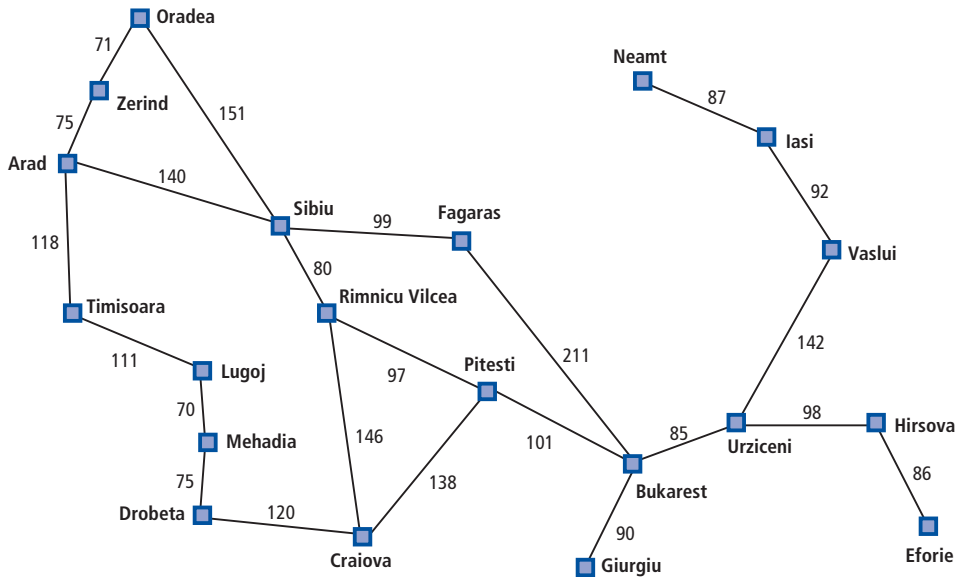 Oradea
71
Neamt
87
Zerind
151
75
Iasi
Arad
140
92
Sibiu
Fagaras
99
118
Vaslui
80
Timisoara
Rimnicu Vilcea
111
Lugoj
97
Pitesti
211
142
70
Mehadia
146
101
85
98
Hirsova
Urziceni
75
138
86
Drobeta
120
Bukarest
90
Craiova
Giurgiu
Eforie